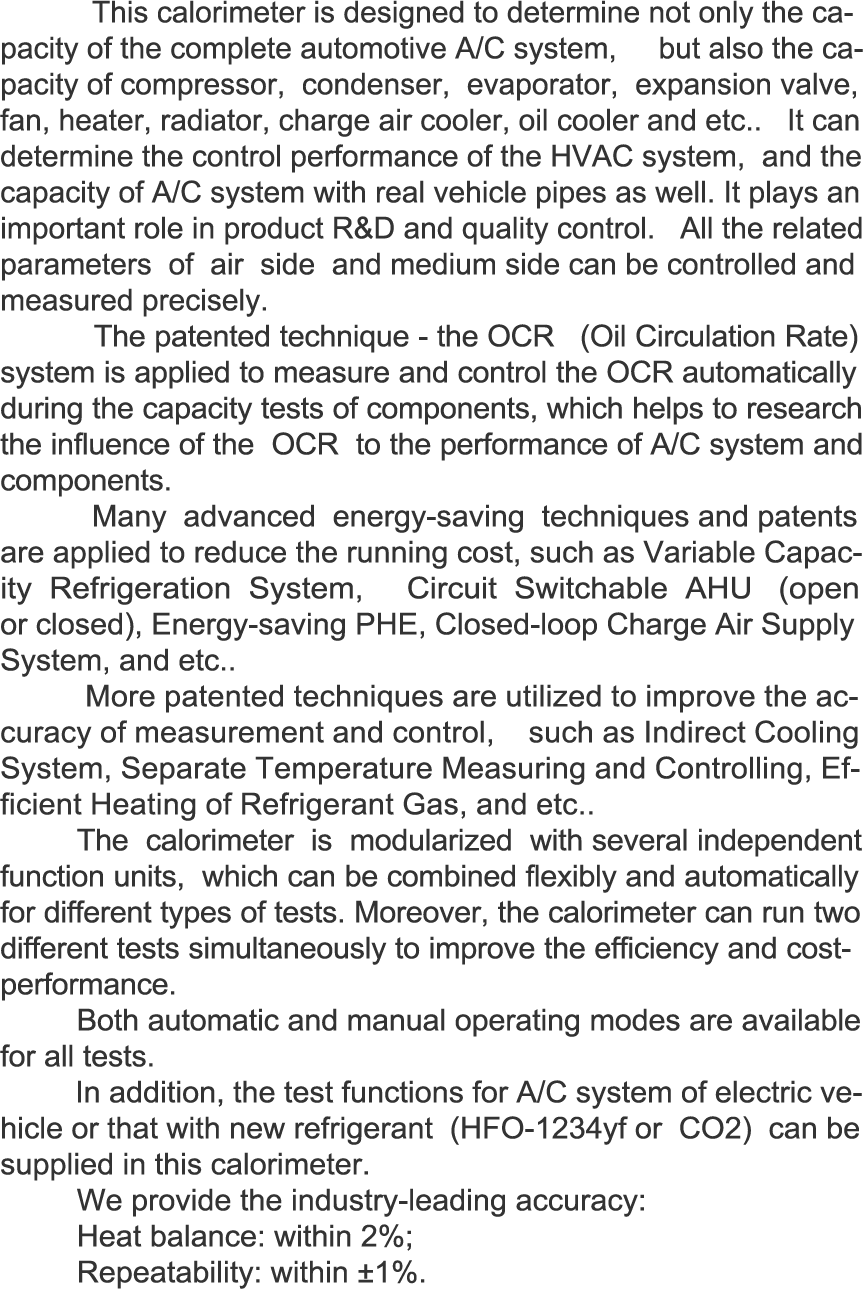 This calorimeter is designed to determine not only the ca-
pacity of the complete automotive A/C system, but also the ca-
pacity of compressor, condenser, evaporator, expansion valve,
fan, heater, radiator, charge air cooler, oil cooler and etc.. It can
determine the control performance of the HVAC system, and the
capacity of A/C system with real vehicle pipes as well. It plays an
important role in product R&D and quality control. All the related
parameters of air side and medium side can be controlled and
measured precisely.
The patented technique - the OCR (Oil Circulation Rate)
system is applied to measure and control the OCR automatically
during the capacity tests of components, which helps to research
the influence of the OCR to the performance of A/C system and
components.
Many advanced energy-saving techniques and patents
are applied to reduce the running cost, such as Variable Capac-
ity Refrigeration System, Circuit Switchable AHU (open
or closed), Energy-saving PHE, Closed-loop Charge Air Supply
System, and etc..
More patented techniques are utilized to improve the ac-
curacy of measurement and control, such as Indirect Cooling
System, Separate Temperature Measuring and Controlling, Ef-
ficient Heating of Refrigerant Gas, and etc..
The calorimeter is modularized with several independent
function units, which can be combined flexibly and automatically
for different types of tests. Moreover, the calorimeter can run two
different tests simultaneously to improve the efficiency and cost-
performance.
Both automatic and manual operating modes are available
for all tests.
In addition, the test functions for A/C system of electric ve-
hicle or that with new refrigerant (HFO-1234yf or CO2) can be
supplied in this calorimeter.
We provide the industry-leading accuracy:
Heat balance: within 2%;
Repeatability: within ±1%.